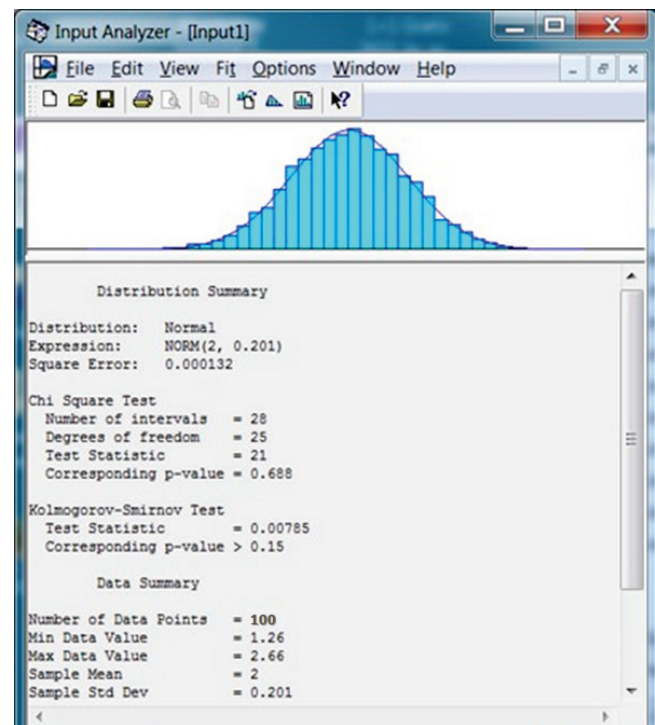 Input Analyzer - [Input1]
File Edit View Fit Options Window Help
Distribution Summary
Distribution: Normal
Expression: NORM(2, 0.201)
Square Error: 0.000132
Chi Square Test
Number of intervals = 28
Degrees of freedom = 25
Test Statistic = 21
Corresponding p-value = 0.688
Kolmogorov-Smirnov Test
Test Statistic = 0.00785
Corresponding p-value > 0.15
Data Summary
Number of Data Points = 100
Min Data Value = 1.26
Max Data Value = 2.66
Sample Mean = 2
Sample Std Dev = 0.201